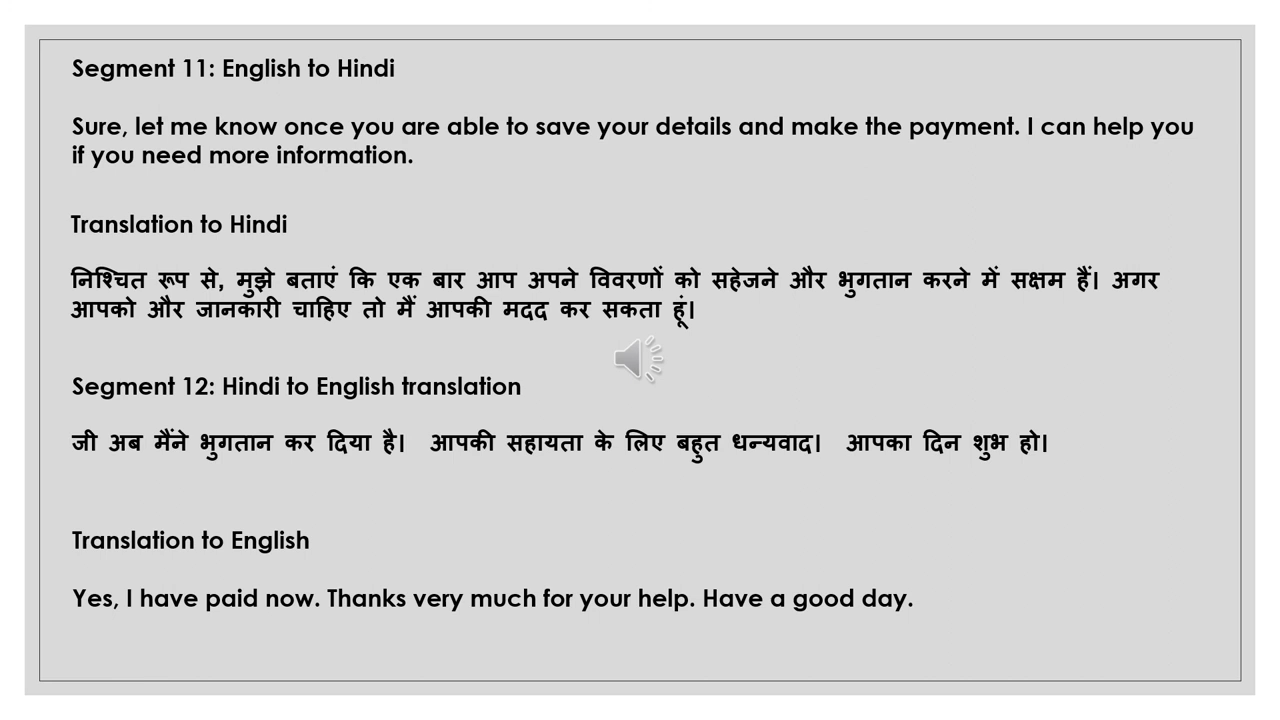 Segment 11: English to Hindi
Sure, let me know once you are able to save your details and make the payment. I can help you
if you need more information.
Translation to Hindi
निश्चित रूप से, मुझे बताएं कि एक बार आप अपने विवरणों को सहेजने और भुगतान करने में सक्षम हैं। अगर
आपको और जानकारी चाहिए तो मैं आपकी मदद कर सकता हूं।
Segment 12: Hindi to English translation
जी अब मैंने भुगतान कर दिया है। आपकी सहायता के लिए बहुत धन्यवाद। आपका दिन शुभ हो।
Translation to English
Yes, I have paid now. Thanks very much for your help. Have a good day.